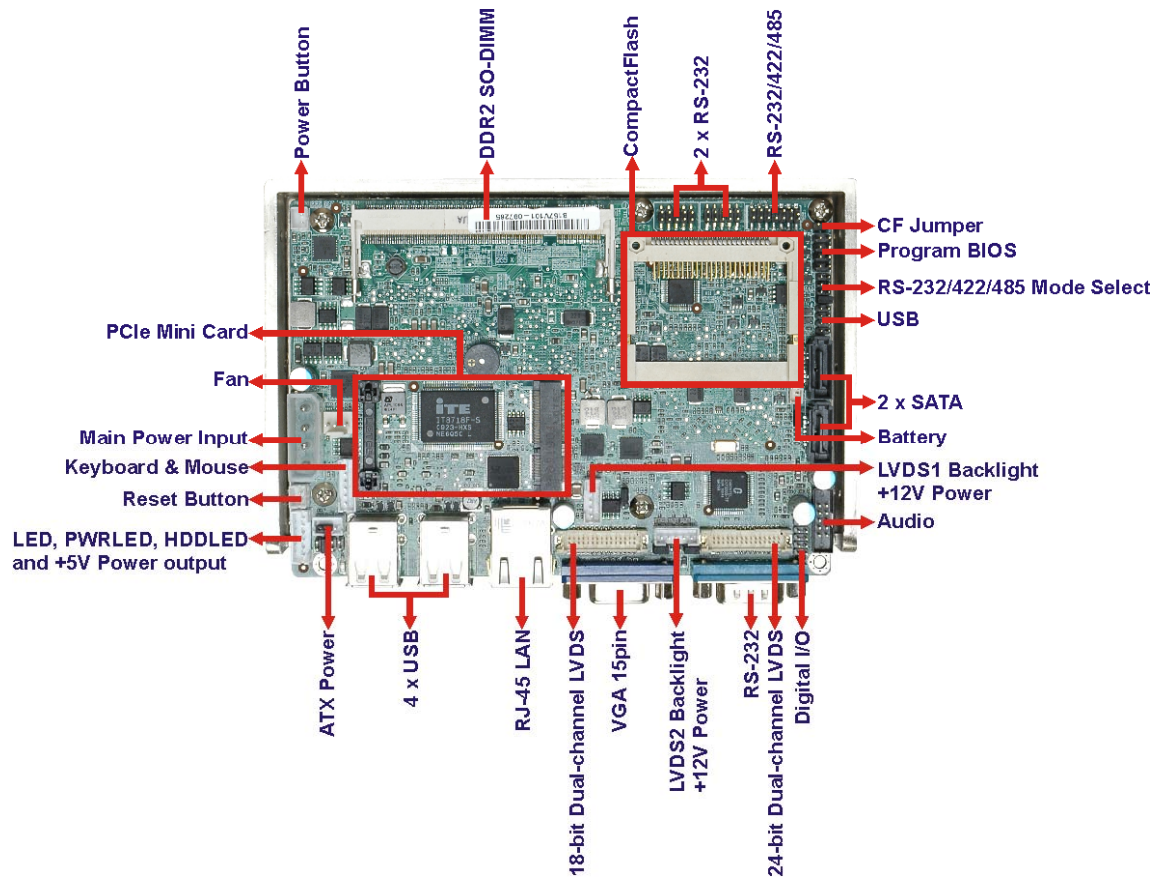 Power Button
DDR2 SO-DIMM
CompactFlash
2 x RS-232
RS-232/422/485
CF Jumper
Program BIOS
RS-232/422/485 Mode Select
USB
2 x SATA
Battery
LVDS1 Backlight
+12V Power
Audio
PCIe Mini Card
Fan
Main Power Input
Keyboard & Mouse
Reset Button
LED, PWRLED, HDDLED
and +5V Power output
ATX Power
4 x USB
RJ-45 LAN
18-bit Dual-channel LVDS
VGA 15pin
LVDS2 Backlight
+12V Power
RS-232
24-bit Dual-channel LVDS
Digital I/O
iTE